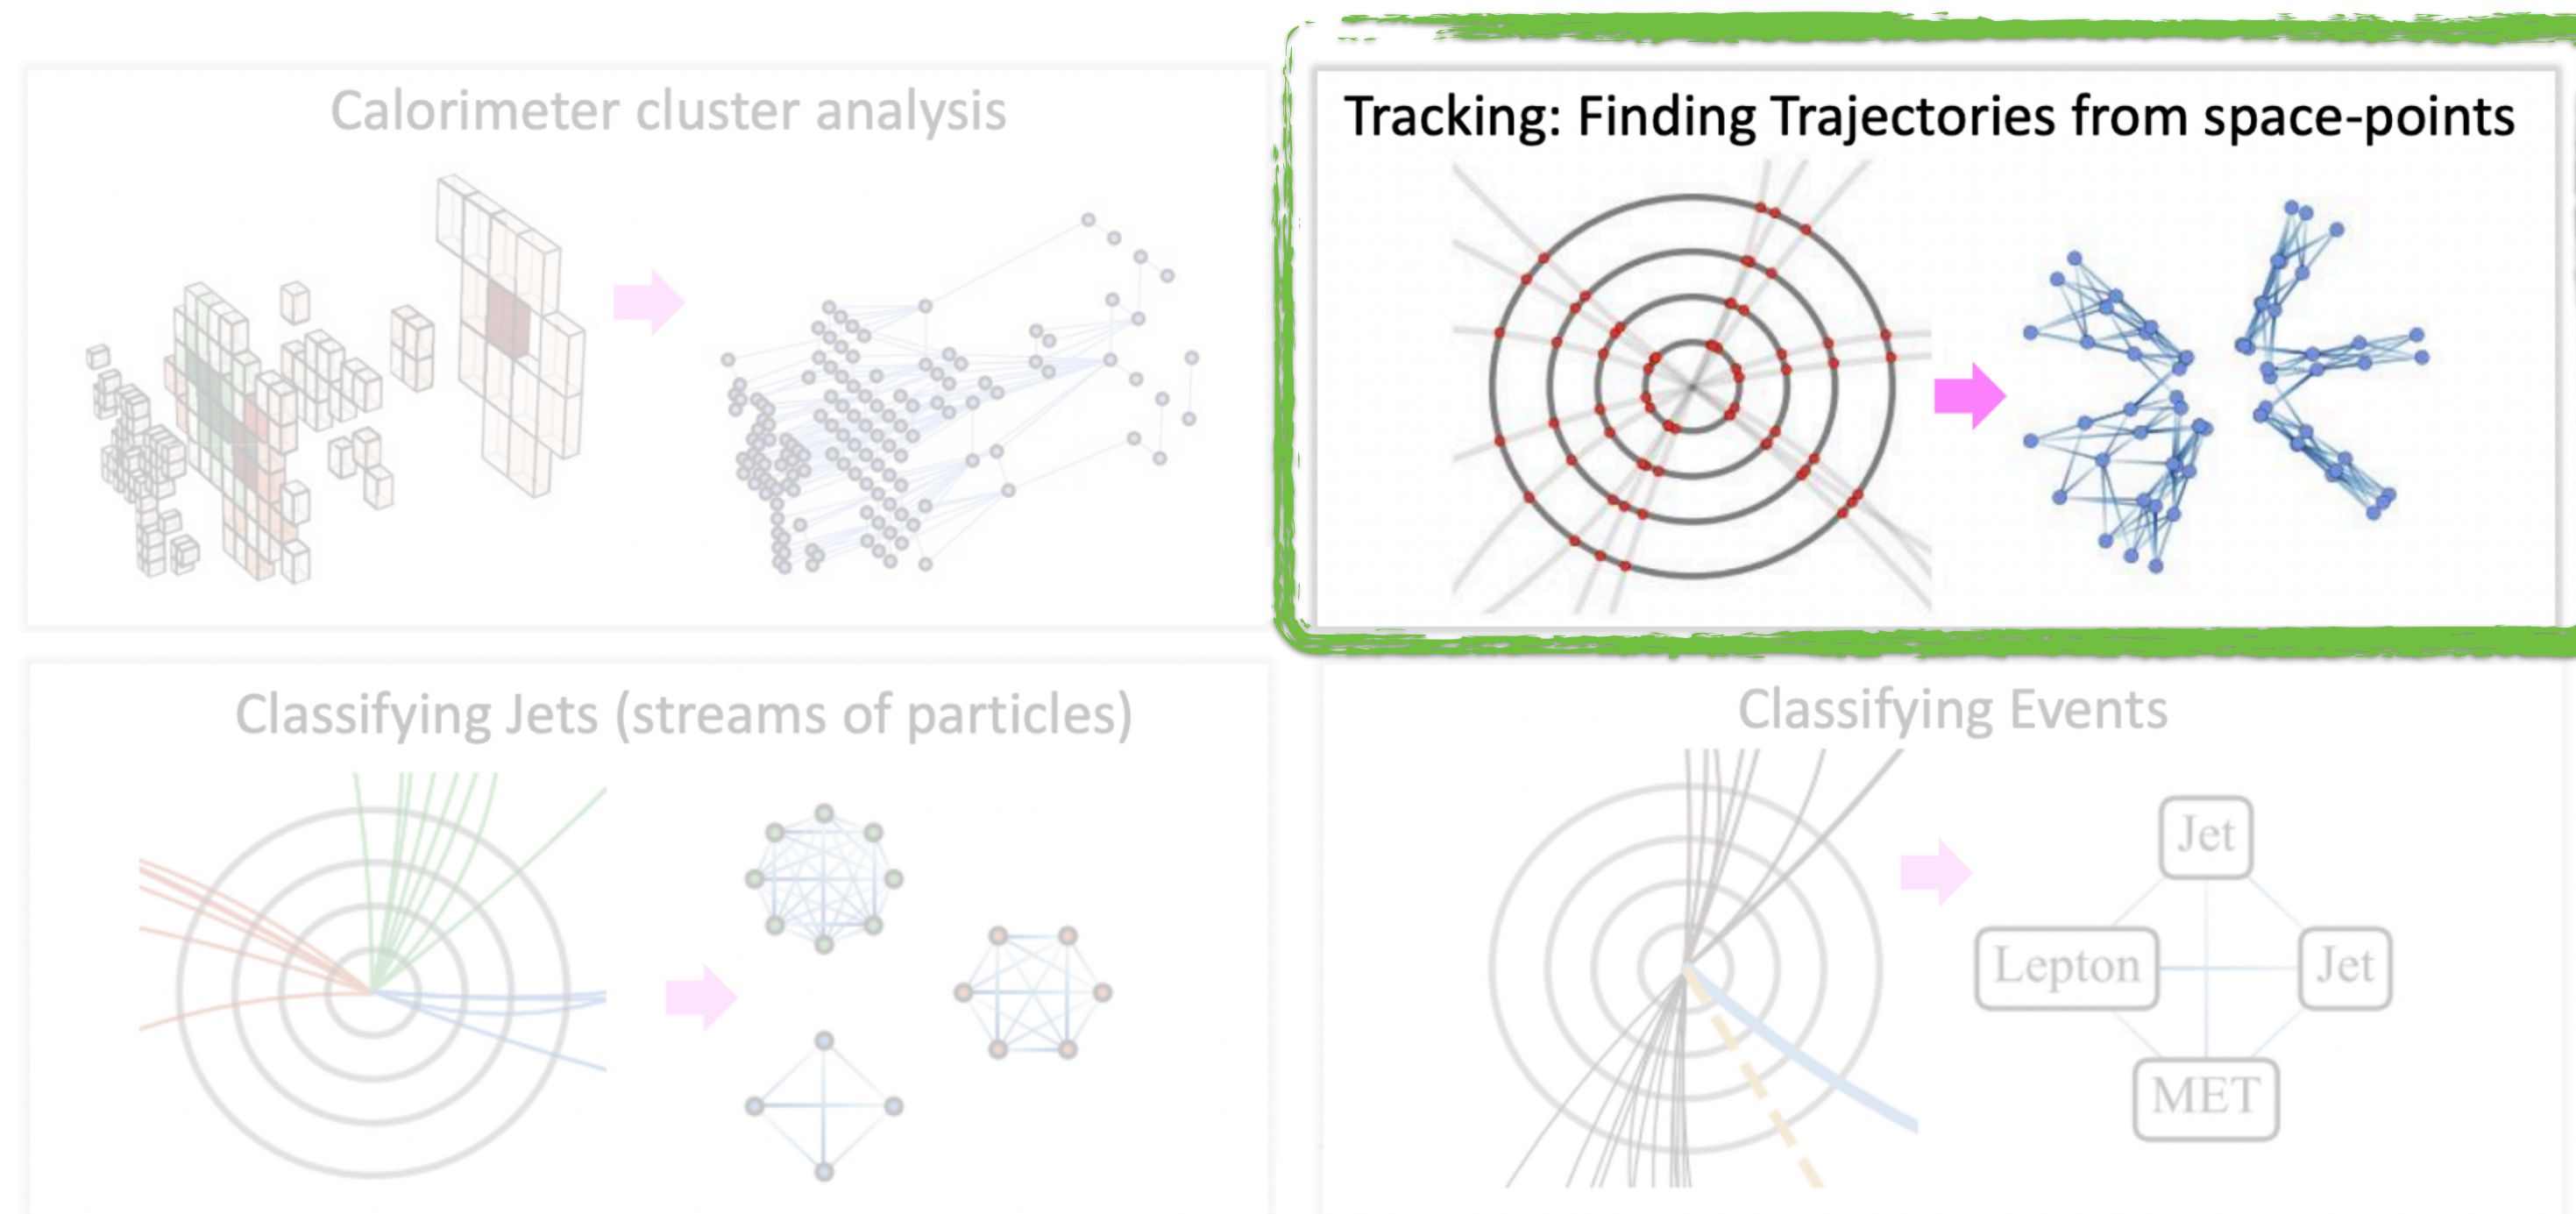 Calorimeter cluster analysis
Tracking: Finding Trajectories from space-points
Classifying Jets (streams of particles)
Classifying Events
Jet
Lepton
Jet
MET